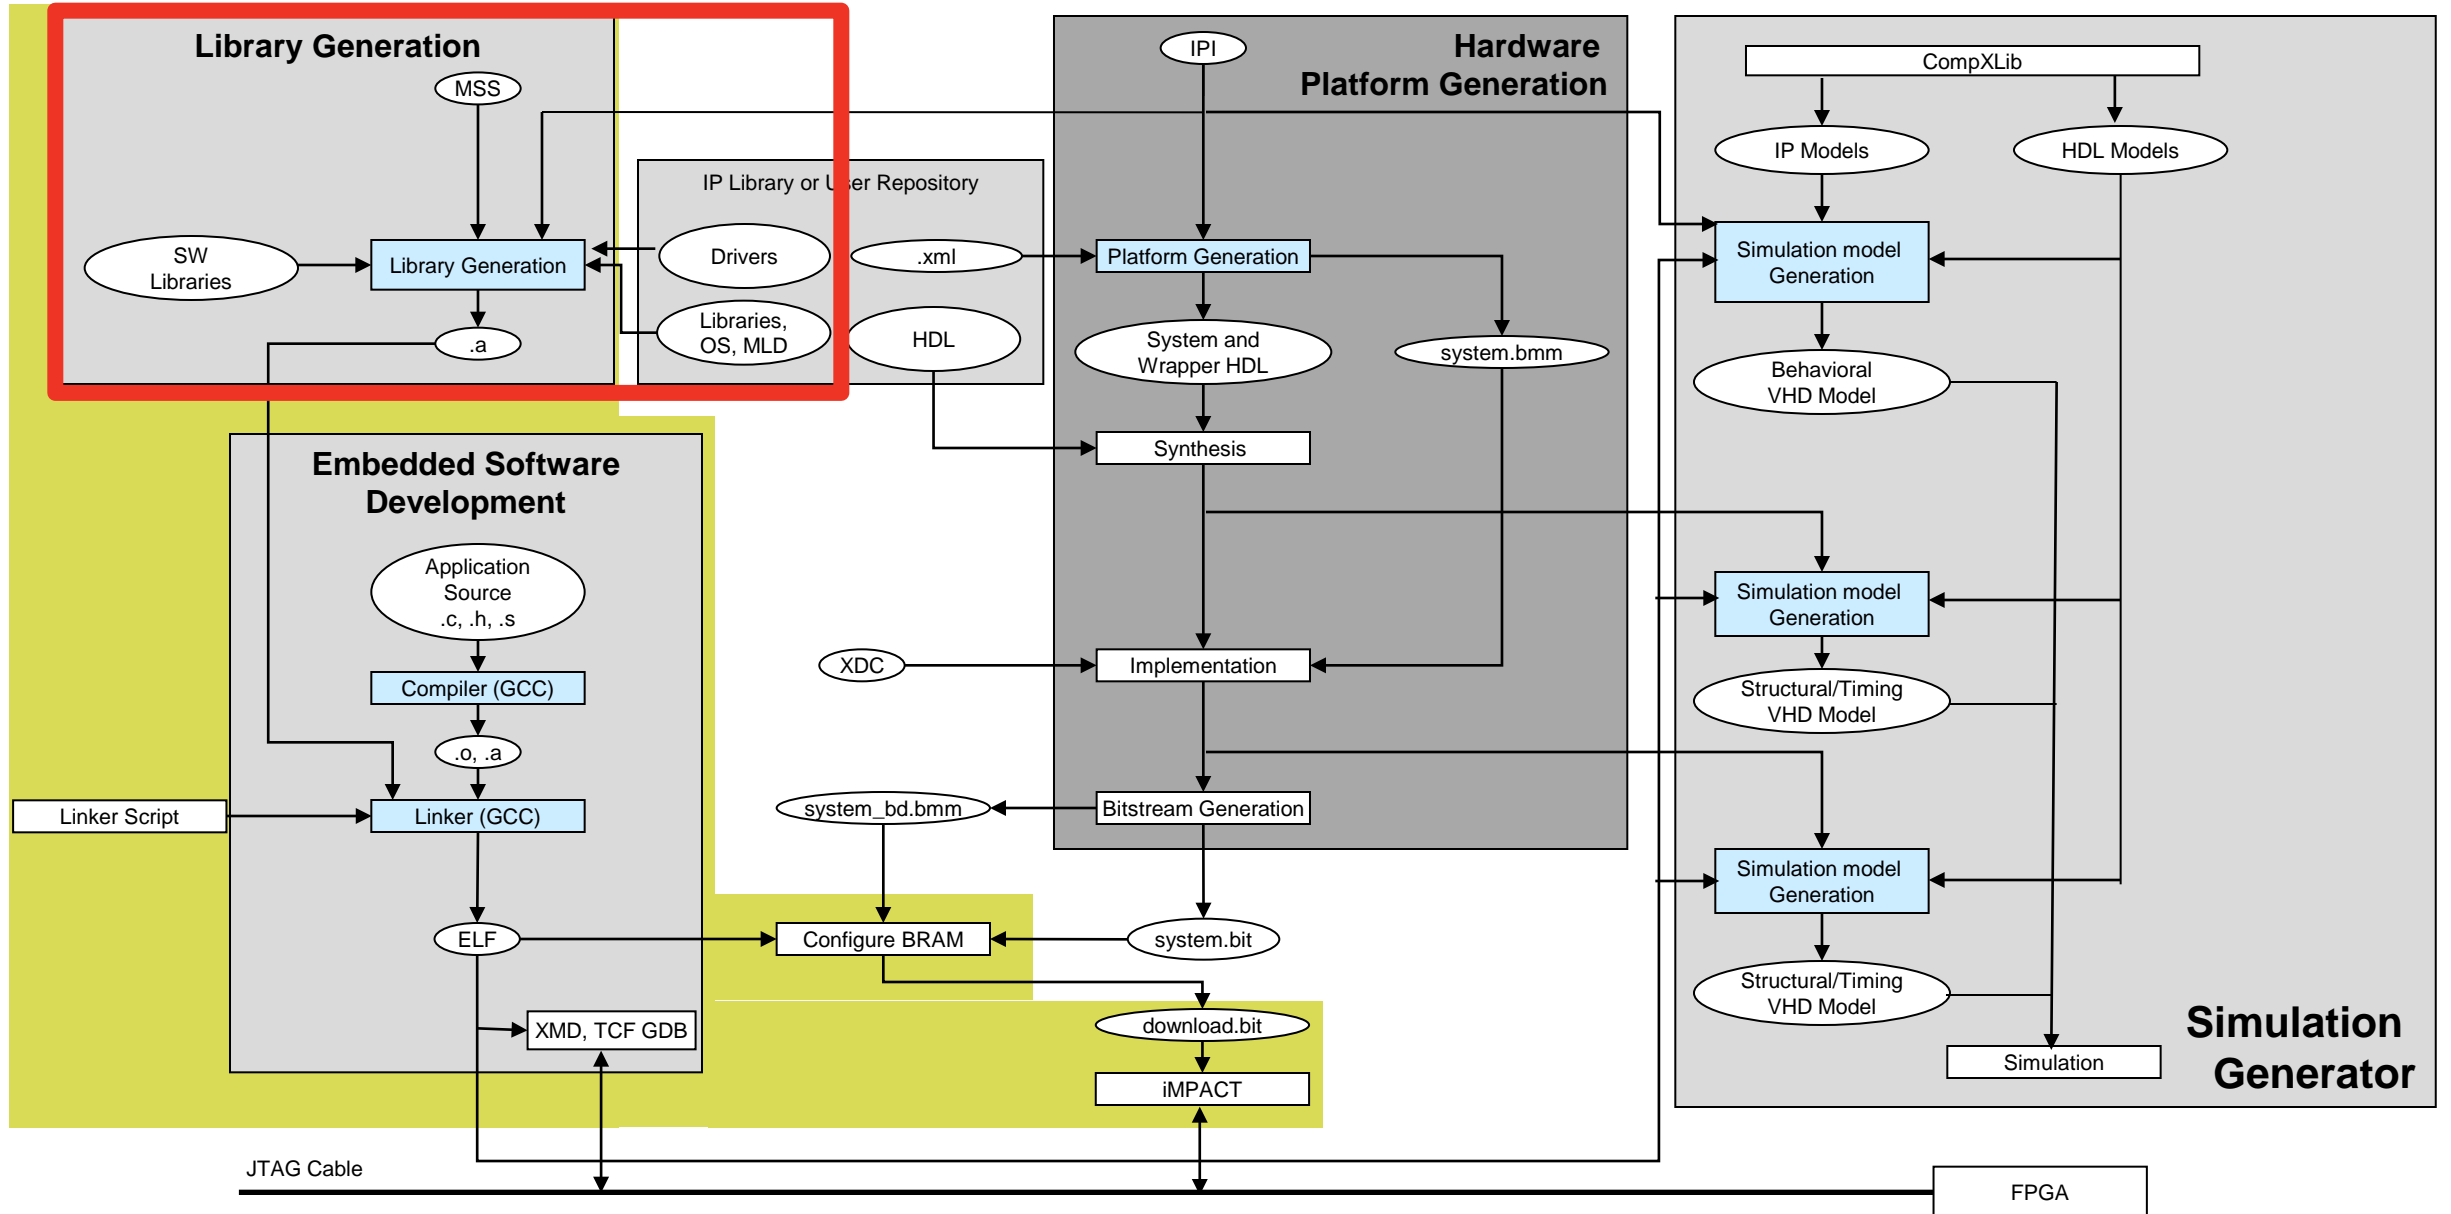 Library Generation
MSS
SW
Libraries
Library Generation
.a
IP Library or User Repository
Drivers
.xml
Libraries,
OS, MLD
HDL
Hardware
Platform Generation
IPI
Platform Generation
System and
Wrapper HDL
system.bmm
Synthesis
XDC
Implementation
system_bd.bmm
Bitstream Generation
Embedded Software
Development
Application
Source
.c, .h, .s
Compiler (GCC)
.o, .a
Linker Script
Linker (GCC)
ELF
Configure BRAM
system.bit
XMD, TCF GDB
download.bit
iMPACT
CompXLib
IP Models
HDL Models
Simulation model
Generation
Behavioral
VHD Model
Simulation model
Generation
Structural/Timing
VHD Model
Simulation model
Generation
Structural/Timing
VHD Model
Simulation
Simulation
Generator
JTAG Cable
FPGA